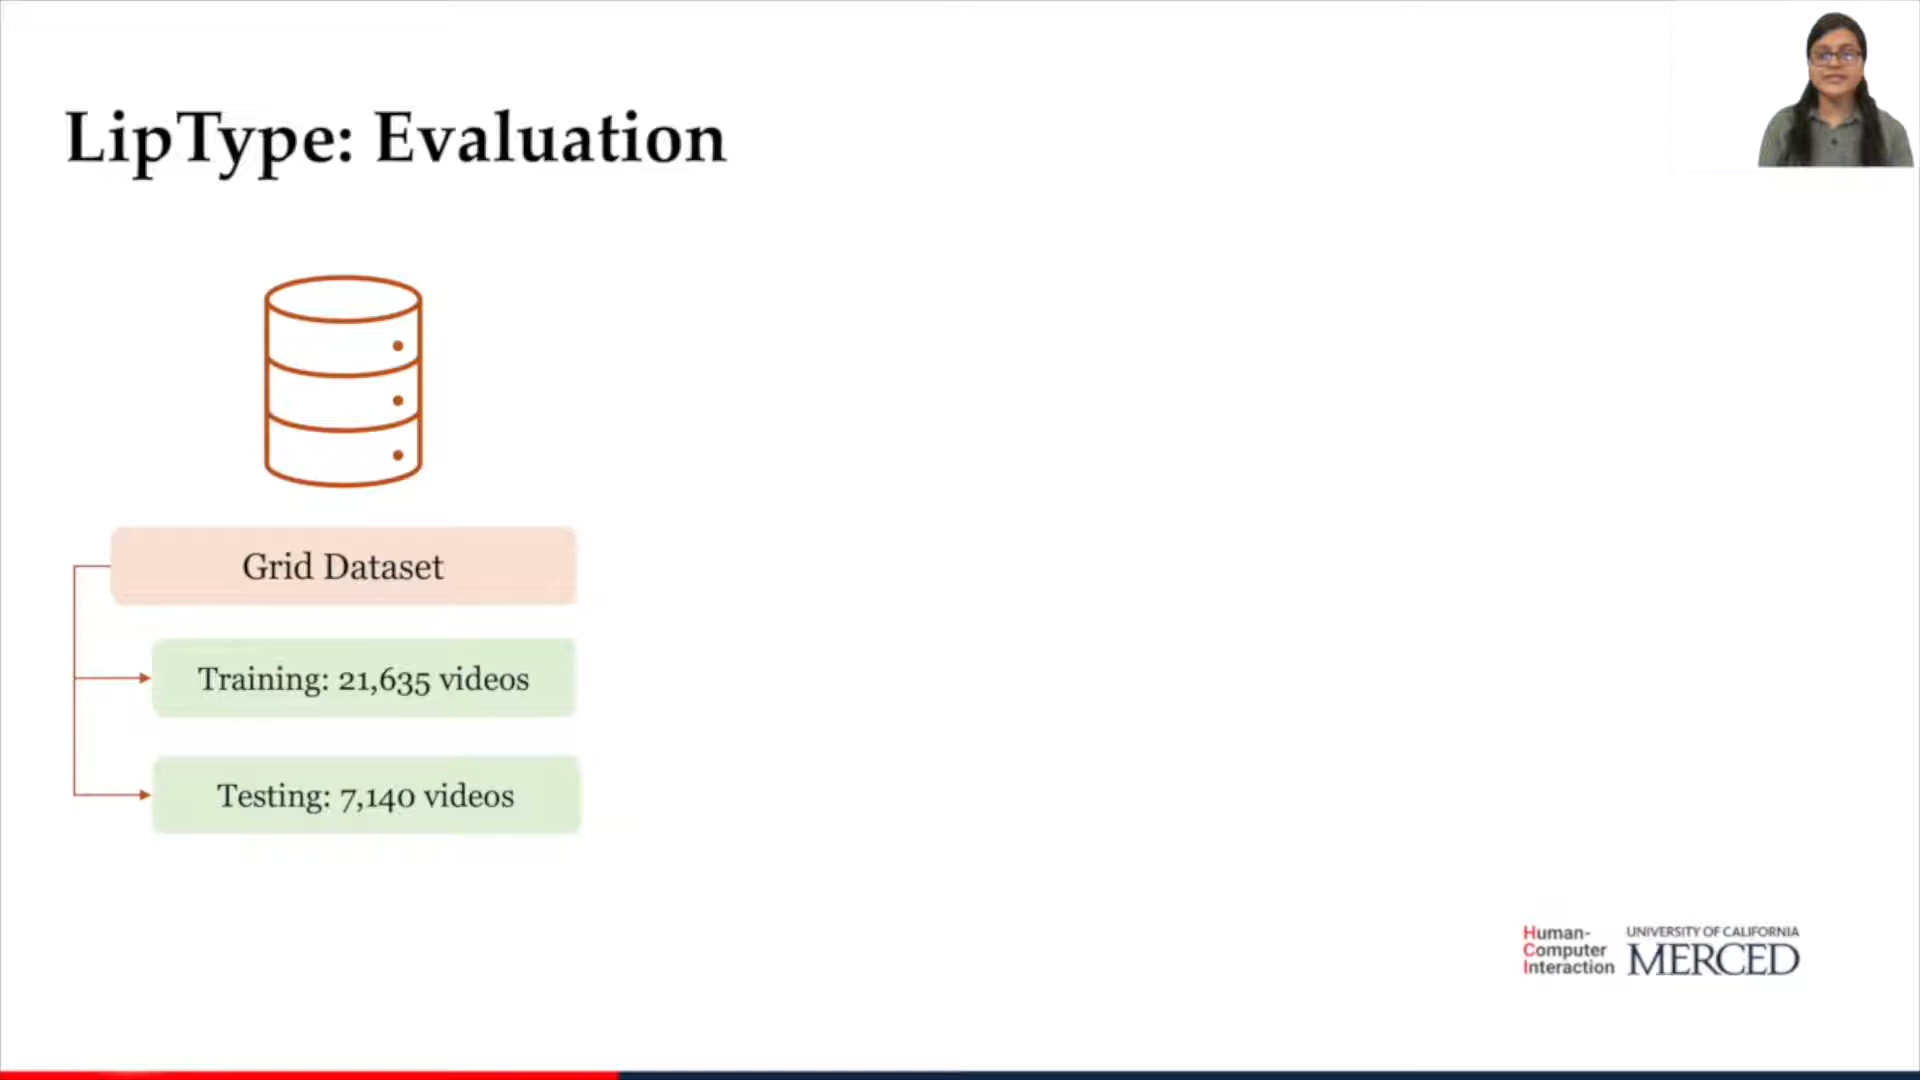 LipType: Evaluation
Grid Dataset
Training: 21,635 videos
Testing: 7,140 videos
Human-
Computer
Interaction
UNIVERSITY OF CALIFORNIA
MERCED